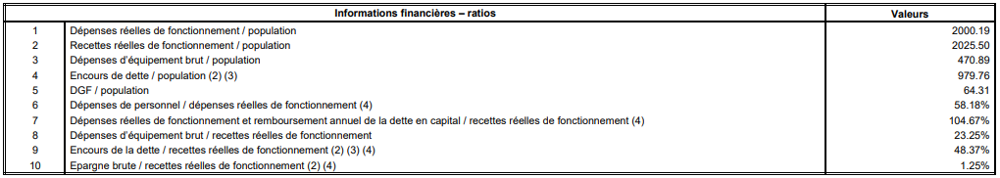 Informations financières – ratios Valeurs
1 Dépenses réelles de fonctionnement / population 2000.19
2 Recettes réelles de fonctionnement / population 2025.50
3 Dépenses d'équipement brut / population 470.89
4 Encours de dette / population (2) (3) 979.76
5 DGF / population 64.31
6 Dépenses de personnel / dépenses réelles de fonctionnement (4) 58.18%
7 Dépenses réelles de fonctionnement et remboursement annuel de la dette en capital / recettes réelles de fonctionnement (4) 104.67%
8 Dépenses d'équipement brut / recettes réelles de fonctionnement 23.25%
9 Encours de la dette / recettes réelles de fonctionnement (2) (3) (4) 48.37%
10 Epargne brute / recettes réelles de fonctionnement (2) (4) 1.25%